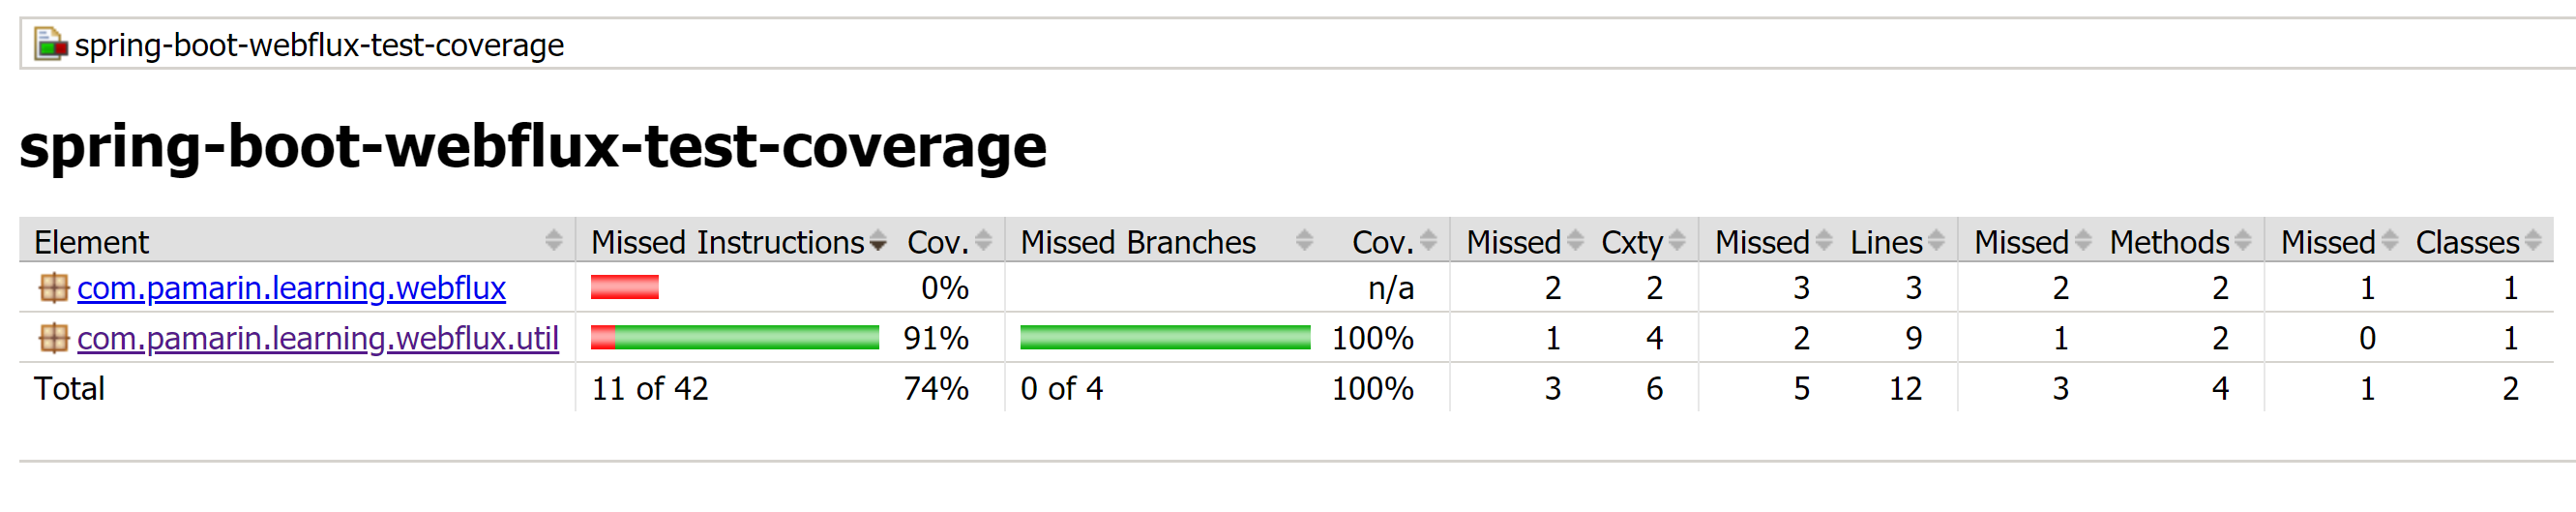 spring-boot-webflux-test-coverage
spring-boot-webflux-test-coverage
Element Missed Instructions Cov. Missed Branches Cov. Missed Cxty Missed Lines Missed Methods Missed Classes
com.pamarin.learning.webflux 0% n/a 2 2 3 3 2 2 1 1
com.pamarin.learning.webflux.util 91% 100% 1 4 2 9 1 2 0 1
Total 11 of 42 74% 0 of 4 100% 3 6 5 12 3 4 1 2